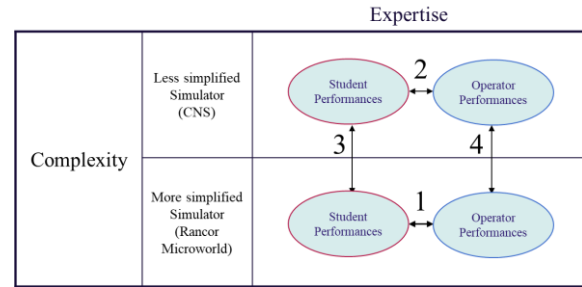 Expertise
Complexity
Less simplified
Simulator
(CNS)
Student
Performances
2
Operator
Performances
3
4
More simplified
Simulator
(Rancor
Microworld)
Student
Performances
1
Operator
Performances